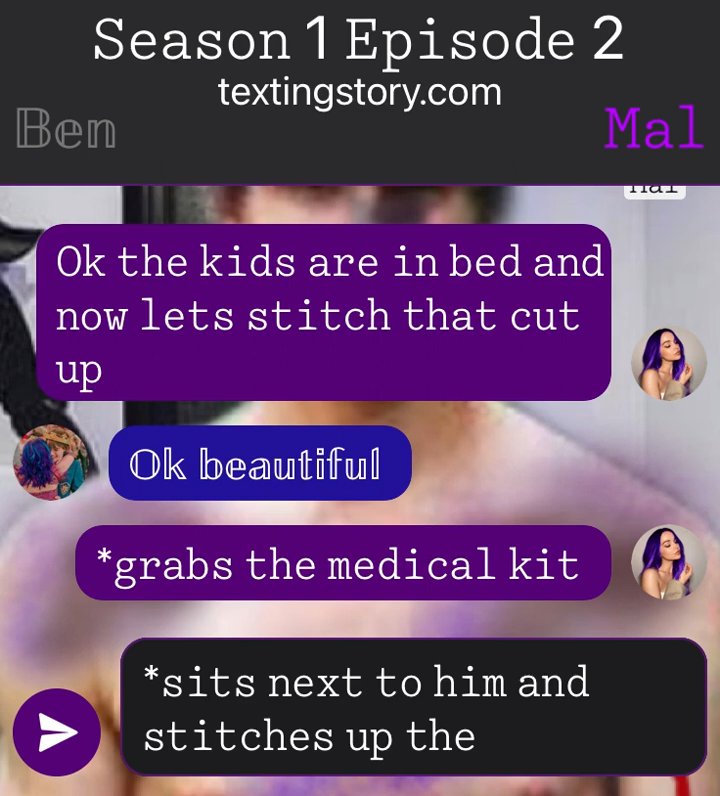 Season 1 Episode 2
textingstory.com
Ben
Mal
Mal
Ok the kids are in bed and
now lets stitch that cut
up
Ok beautiful
*grabs the medical kit
*sits next to him and
stitches up the